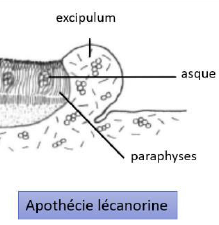 excipulum
asque
paraphyses
Apothécie lécanorine